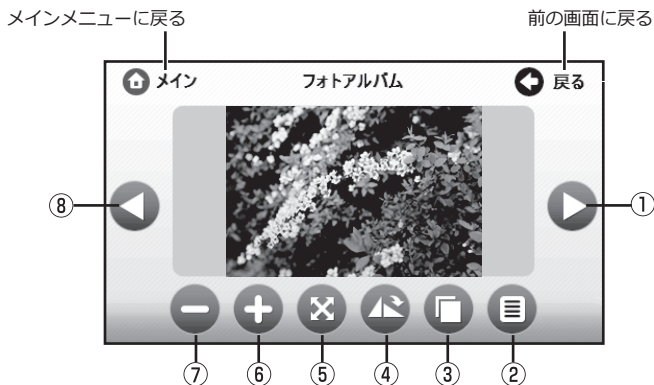 メインメニューに戻る
前の画面に戻る
メイン
フォトアルバム
戻る
⑧
①
⑦
⑥
⑤
④
③
②